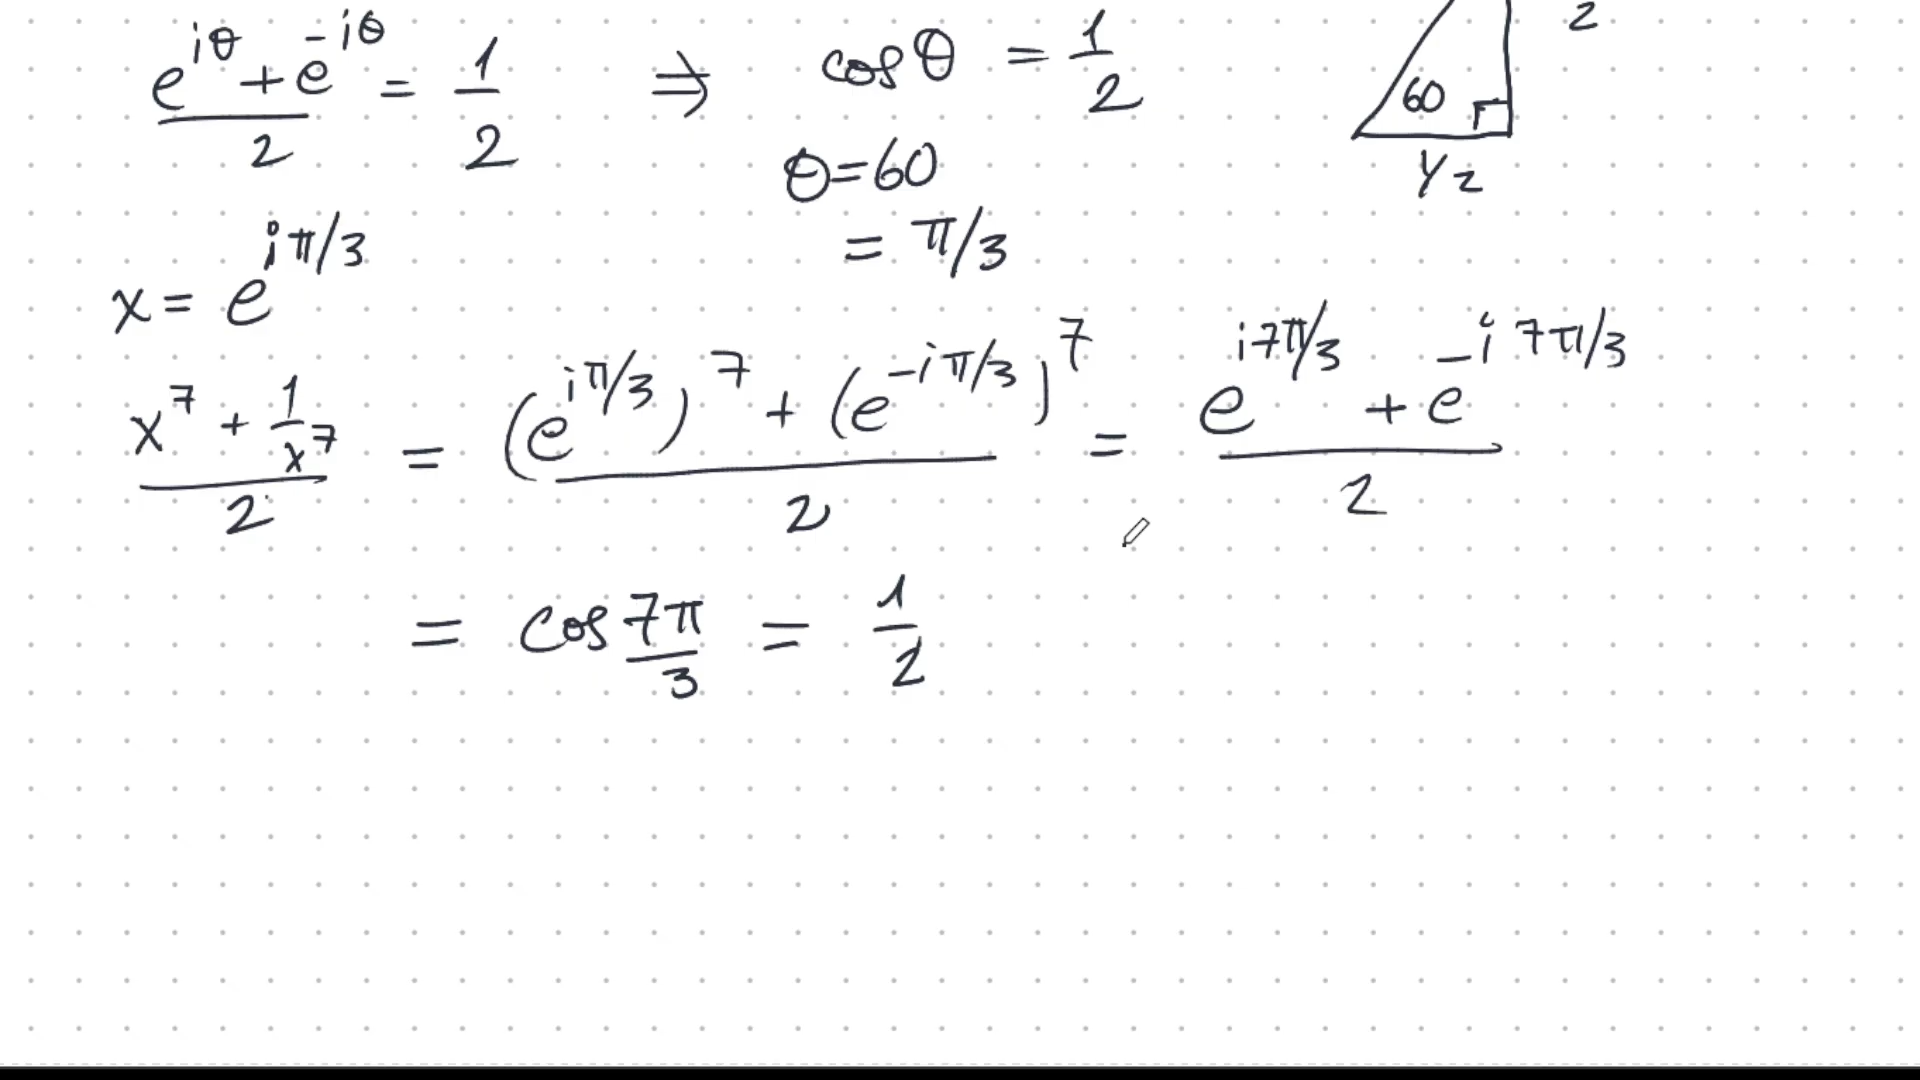 (e^{iθ} + e^{-iθ})/2 = 1/2 ⇒ cos θ = 1/2
2
60
1/2
θ = 60
= π/3
x = e^{iπ/3}
(x^7 + 1/x^7)/2 = ((e^{iπ/3})^7 + (e^{-iπ/3})^7)/2 = (e^{i7π/3} + e^{-i7π/3})/2
= cos 7π/3 = 1/2